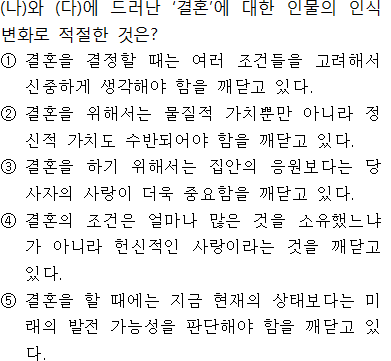 (나)와 (다)에 드러난 ‘결혼’에 대한 인물의 인식
변화로 적절한 것은?
① 결혼을 결정할 때는 여러 조건들을 고려해서
신중하게 생각해야 함을 깨닫고 있다.
② 결혼을 위해서는 물질적 가치뿐만 아니라 정
신적 가치도 수반되어야 함을 깨닫고 있다.
③ 결혼을 하기 위해서는 집안의 응원보다는 당
사자의 사랑이 더욱 중요함을 깨닫고 있다.
④ 결혼의 조건은 얼마나 많은 것을 소유했느냐
가 아니라 헌신적인 사랑이라는 것을 깨닫고
있다.
⑤ 결혼을 할 때에는 지금 현재의 상태보다는 미
래의 발전 가능성을 판단해야 함을 깨닫고 있
다.